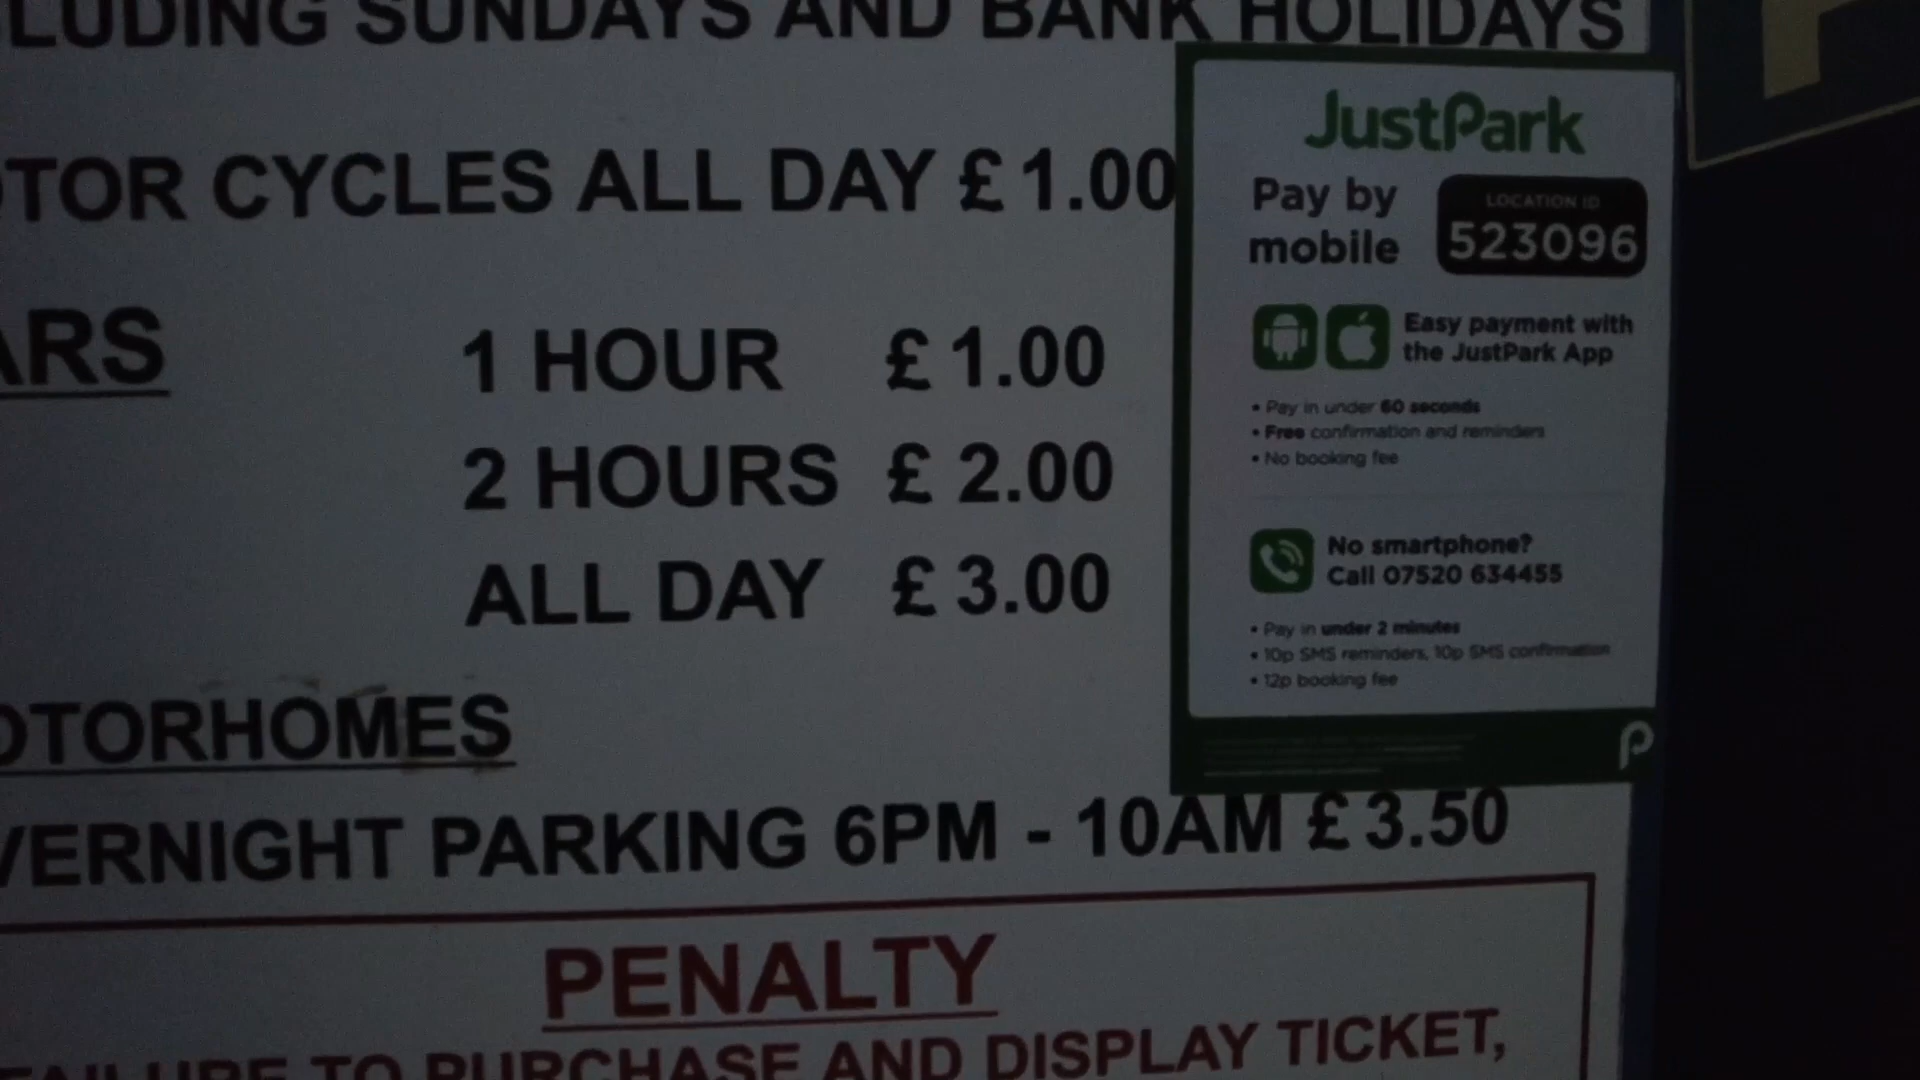 LUDING SUNDAYS AND BANK HOLIDAYS
TOR CYCLES ALL DAY £1.00
ARS
1 HOUR £1.00
2 HOURS £2.00
ALL DAY £3.00
OTORHOMES
VERNIGHT PARKING 6PM - 10AM £3.50
PENALTY
FAILURE TO PURCHASE AND DISPLAY TICKET,
JustPark
Pay by
mobile
LOCATION ID
523096
Easy payment with
the JustPark App
• Pay in under 60 seconds
• Free confirmation and reminders
• No booking fee
No smartphone?
Call 07520 634455
• Pay in under 2 minutes
• 10p SMS reminders, 10p SMS confirmation
• 12p booking fee